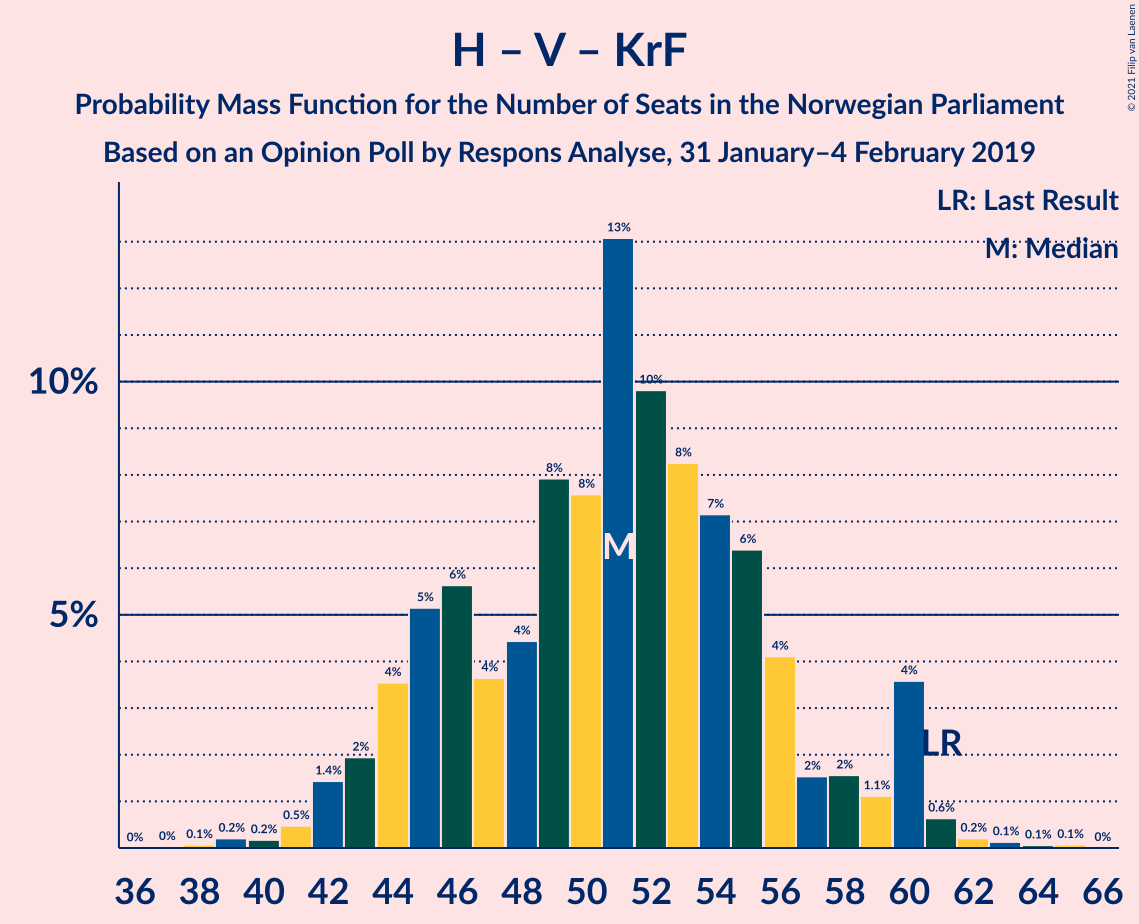 H – V – KrF
Probability Mass Function for the Number of Seats in the Norwegian Parliament
Based on an Opinion Poll by Respons Analyse, 31 January–4 February 2019
© 2021 Filip van Laenen
LR: Last Result
M: Median
10%
5%
0% 0% 0.1% 0.2% 0.2% 0.5% 1.4% 2% 4% 5% 6% 4% 4% 8% 8% 13% 10% 8% 7% 6% 4% 2% 2% 1.1% 4% 0.6% 0.2% 0.1% 0.1% 0.1% 0%
M
LR
36 38 40 42 44 46 48 50 52 54 56 58 60 62 64 66